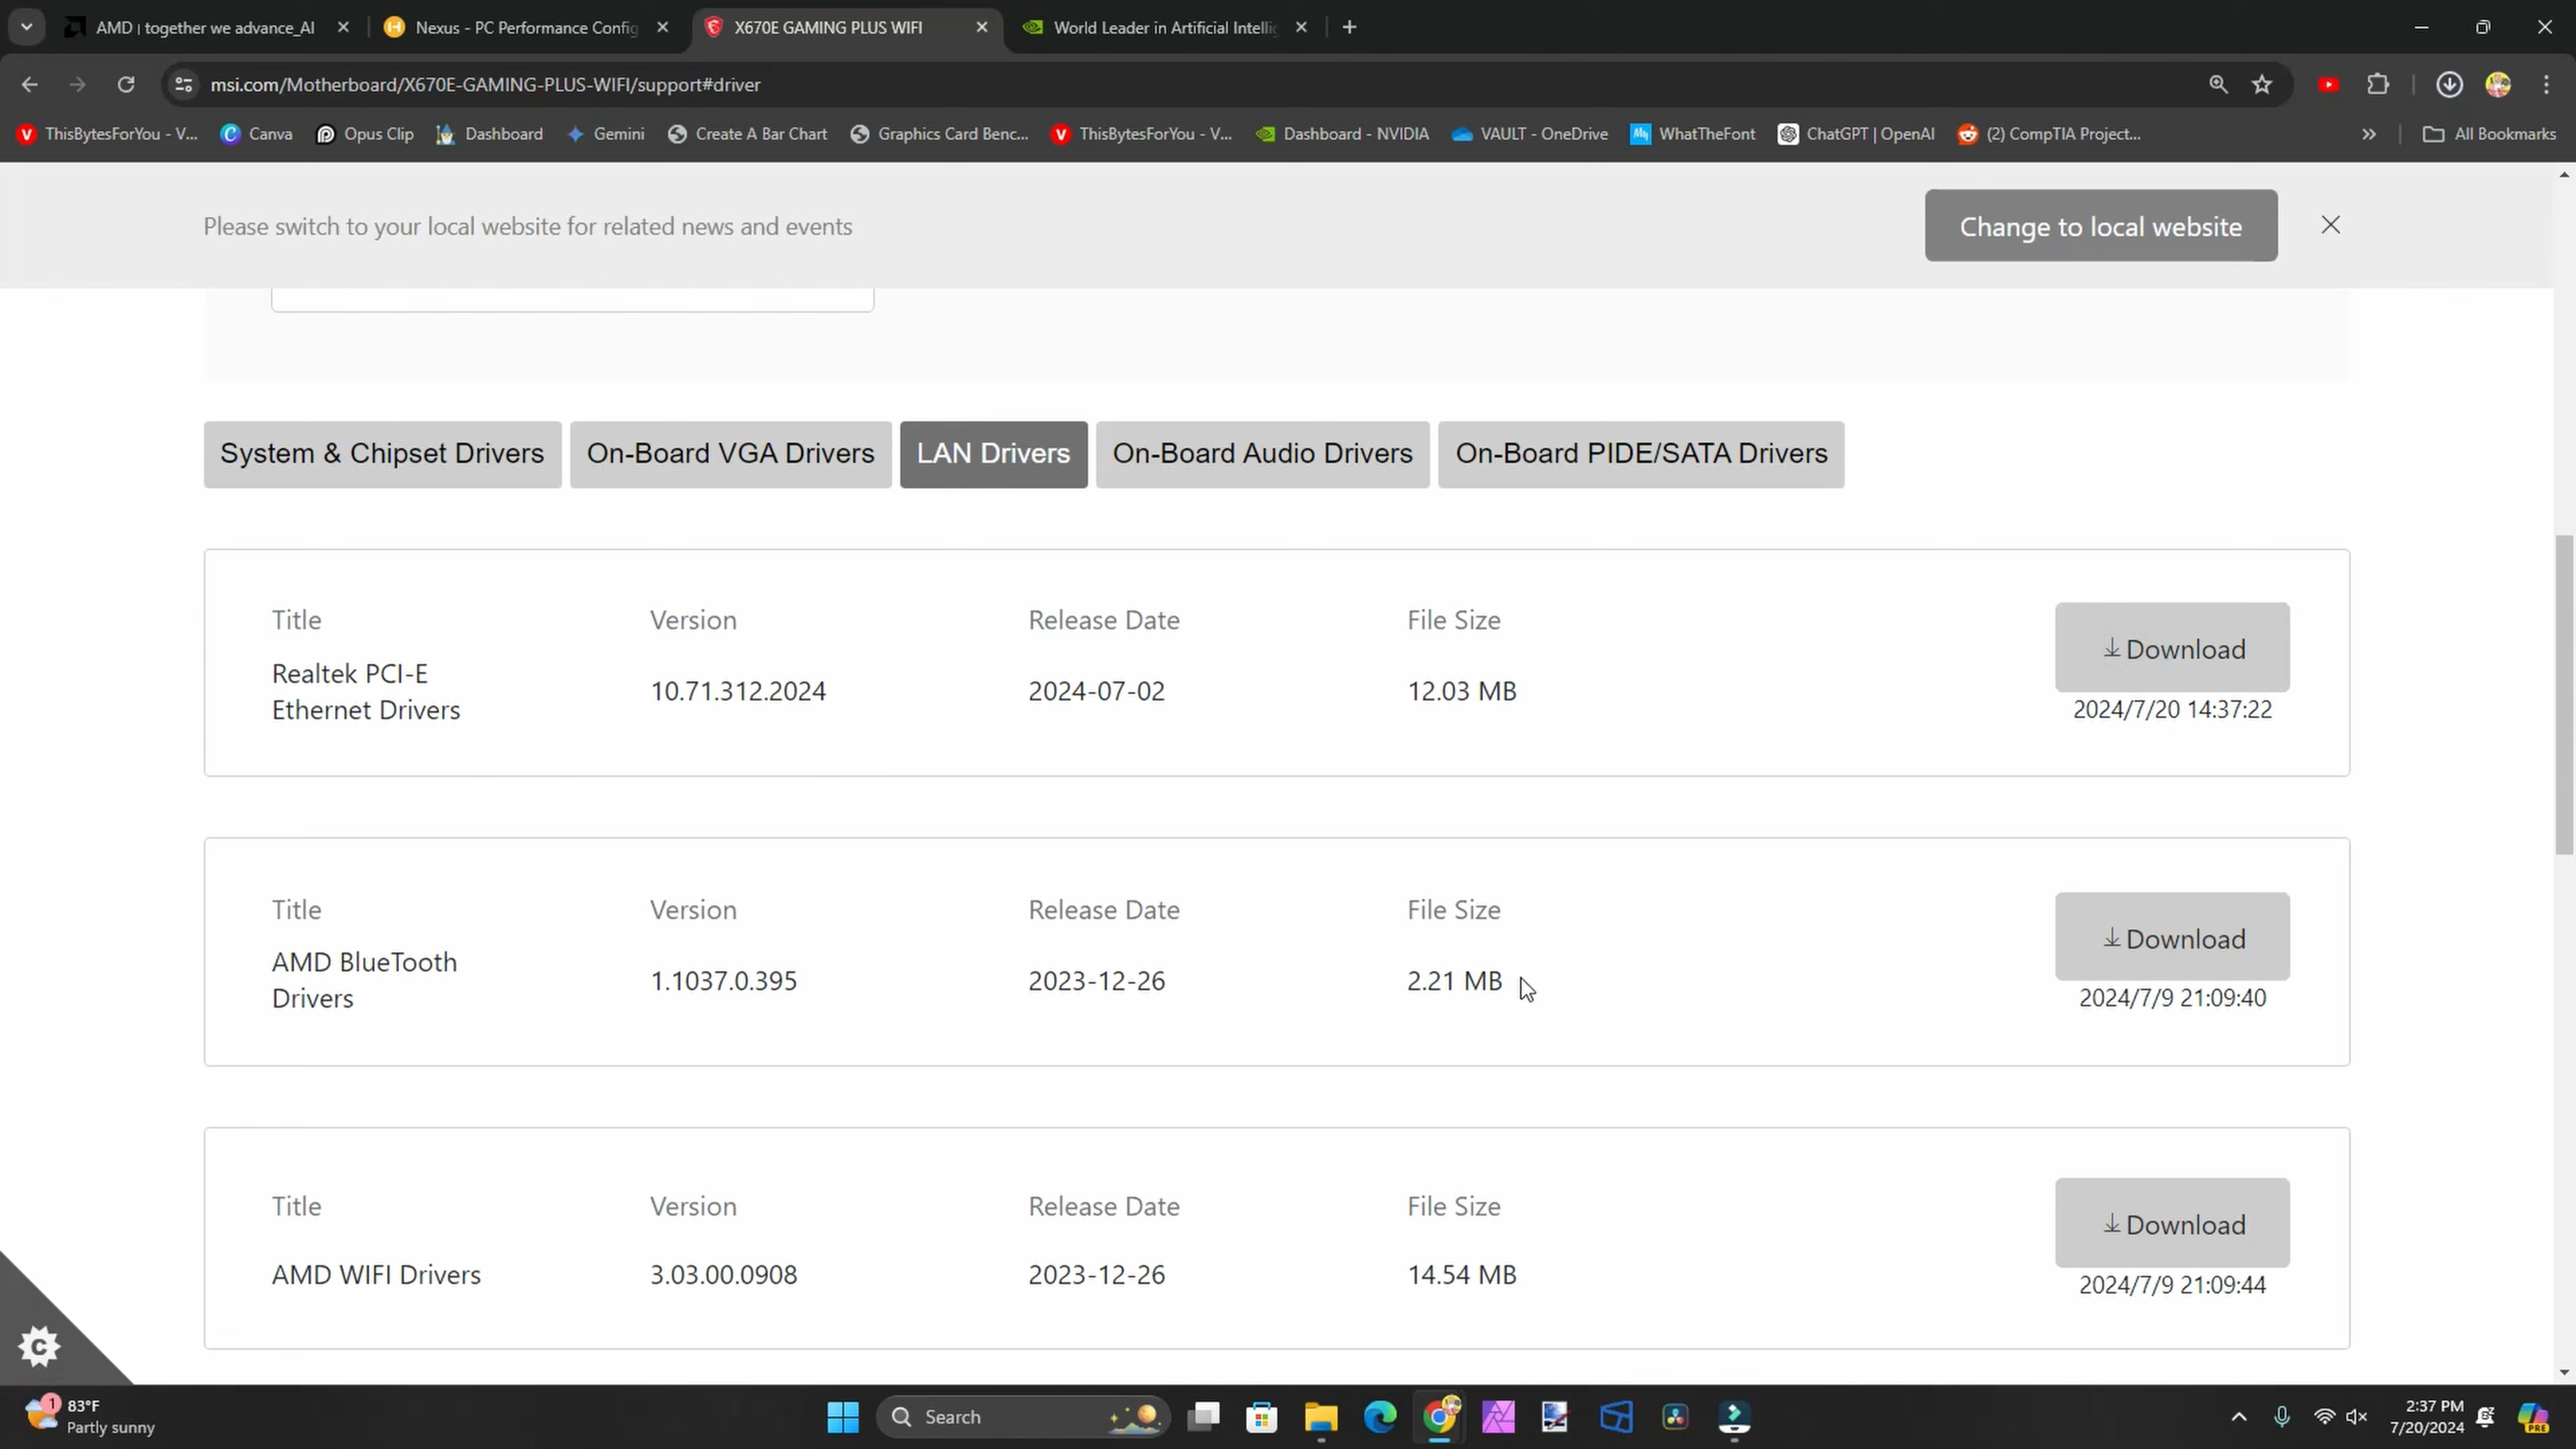 AMD | together we advance_AI
Nexus - PC Performance Config
X670E GAMING PLUS WIFI
World Leader in Artificial Intellig
msi.com/Motherboard/X670E-GAMING-PLUS-WIFI/support#driver
ThisBytesForYou - V... Canva Opus Clip Dashboard Gemini Create A Bar Chart Graphics Card Benc... ThisBytesForYou - V... Dashboard - NVIDIA VAULT - OneDrive WhatTheFont ChatGPT | OpenAI (2) CompTIA Project... » All Bookmarks
Please switch to your local website for related news and events
Change to local website
System & Chipset Drivers On-Board VGA Drivers LAN Drivers On-Board Audio Drivers On-Board PIDE/SATA Drivers
Title Version Release Date File Size
Realtek PCI-E
Ethernet Drivers
10.71.312.2024 2024-07-02 12.03 MB
Download
2024/7/20 14:37:22
Title Version Release Date File Size
AMD BlueTooth
Drivers
1.1037.0.395 2023-12-26 2.21 MB
Download
2024/7/9 21:09:40
Title Version Release Date File Size
AMD WIFI Drivers 3.03.00.0908 2023-12-26 14.54 MB
Download
2024/7/9 21:09:44
C
1
83°F
Partly sunny
Search
2:37 PM
7/20/2024
PRE